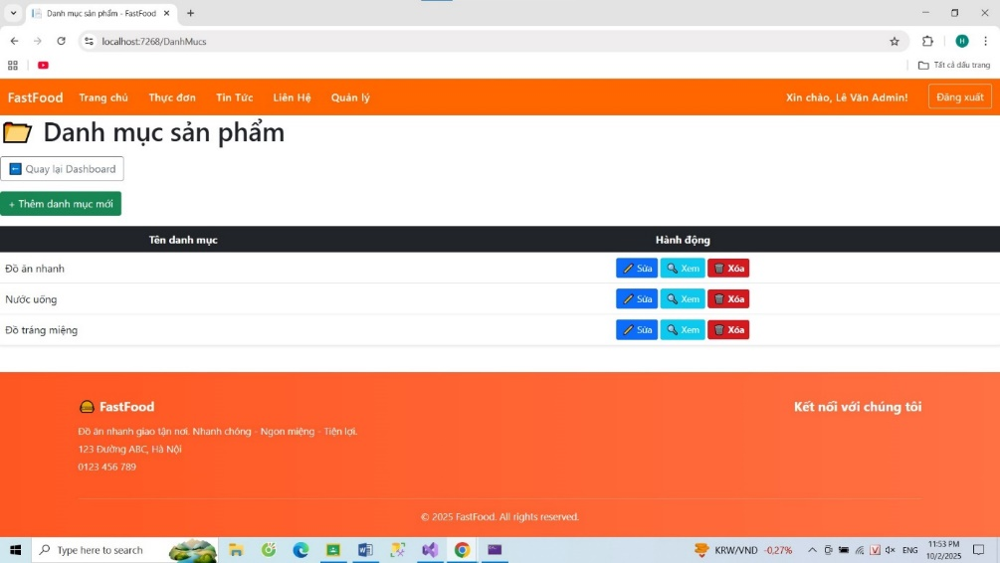 Danh mục sản phẩm - FastFood
localhost:7268/DanhMucs
H
Tất cả dấu trang
FastFood Trang chủ Thực đơn Tin Tức Liên Hệ Quản lý Xin chào, Lê Văn Admin! Đăng xuất
Danh mục sản phẩm
Quay lại Dashboard
+ Thêm danh mục mới
Tên danh mục Hành động
Đồ ăn nhanh Sửa Xem Xóa
Nước uống Sửa Xem Xóa
Đồ tráng miệng Sửa Xem Xóa
FastFood Kết nối với chúng tôi
Đồ ăn nhanh giao tận nơi. Nhanh chóng - Ngon miệng - Tiện lợi.
123 Đường ABC, Hà Nội
0123 456 789
© 2025 FastFood. All rights reserved.
Type here to search KRW/VND -0,27% ENG 11:53 PM
10/2/2025